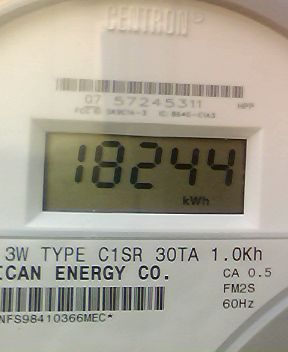 CENTRON®
07 57245311 HPP
18244
kWh
3W TYPE C1SR 30TA 1.0Kh
ICAN ENERGY CO. CA 0.5
FM2S
NFS98410366MEC* 60Hz